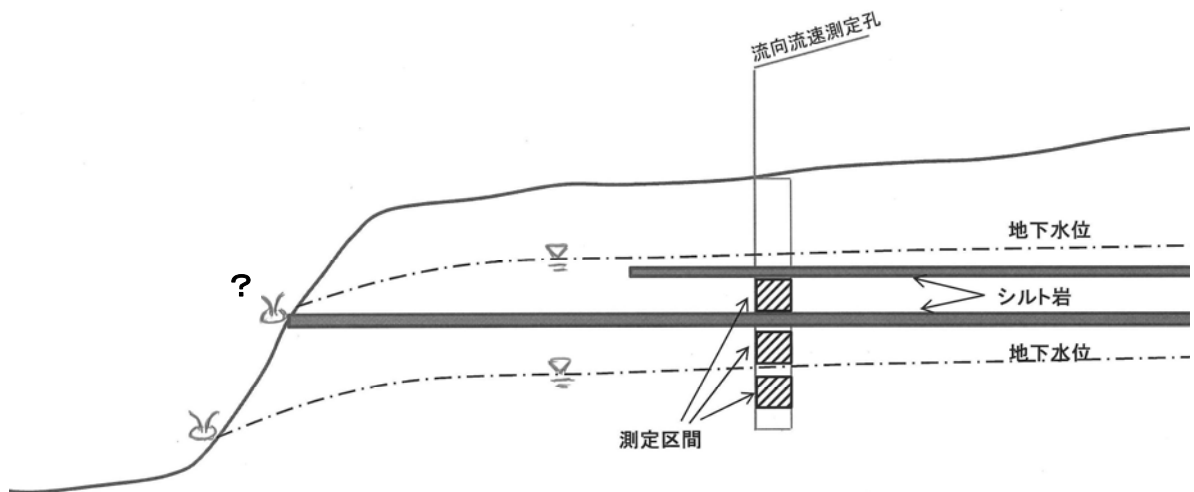 流向流速測定孔
地下水位
?
シルト岩
地下水位
測定区間